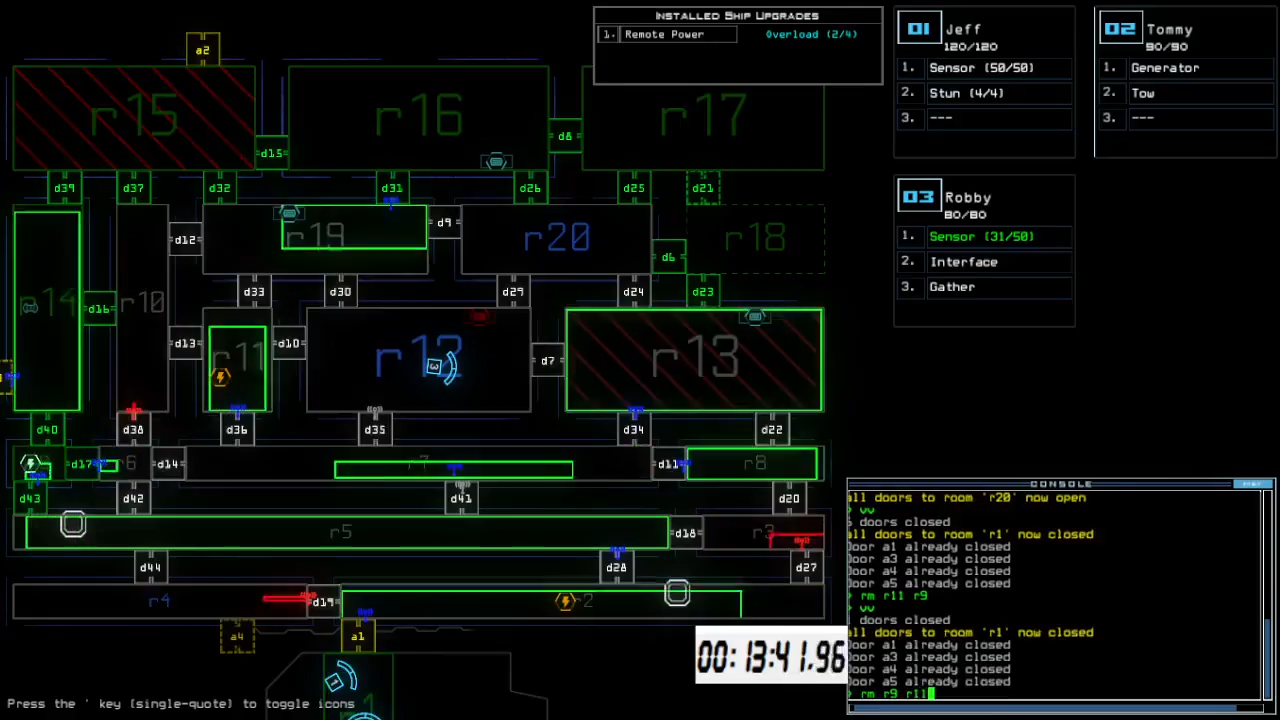 INSTALLED SHIP UPGRADES
1. Remote Power Overload (2/4)
01 Jeff
120/120
1. Sensor (50/50)
2. Stun (4/4)
3. ---
02 Tommy
90/90
1. Generator
2. Tow
3. ---
03 Robby
80/80
1. Sensor (31/50)
2. Interface
3. Gather
a2
r15
r16
r17
d15
d8
d39
d37
d32
d31
d26
d25
d21
r14
r10
d12
r19
d9
r20
d6
r18
d33
d30
d29
d24
d23
d16
d13
r11
d10
r12
d7
r13
d40
d38
d36
d35
d34
d22
d17
r6
d14
r7
d11
r8
d43
d42
d41
d20
r5
d18
r3
d44
d28
d27
r4
d19
r2
a4
a1
r1
00:13:41.96
Press the ' key (single-quote) to toggle icons
CONSOLE
all doors to room 'r20' now open
> vv
doors closed
all doors to room 'r1' now closed
Door a1 already closed
Door a3 already closed
Door a4 already closed
Door a5 already closed
> rm r11 r9
> vv
doors closed
all doors to room 'r1' now closed
Door a1 already closed
Door a3 already closed
Door a4 already closed
Door a5 already closed
> rm r9 r11